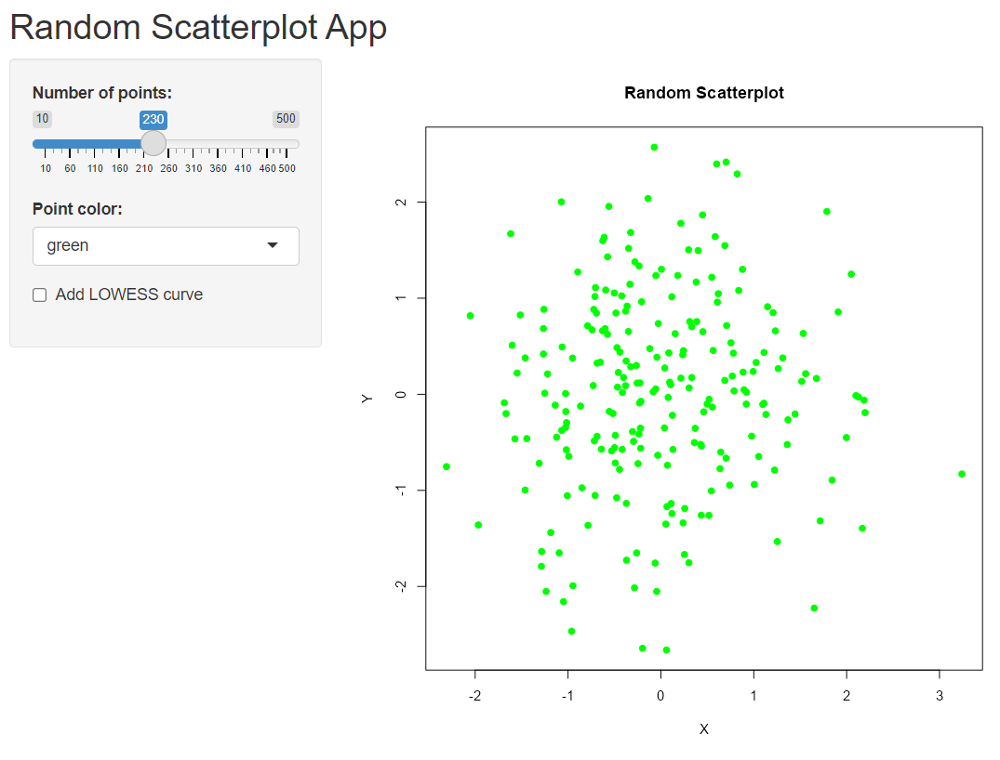 Random Scatterplot App
Number of points:
10 230 500
10 60 110 160 210 260 310 360 410 460 500
Point color:
green
Add LOWESS curve
Random Scatterplot
2
1
0
-1
-2
Y
-2 -1 0 1 2 3
X